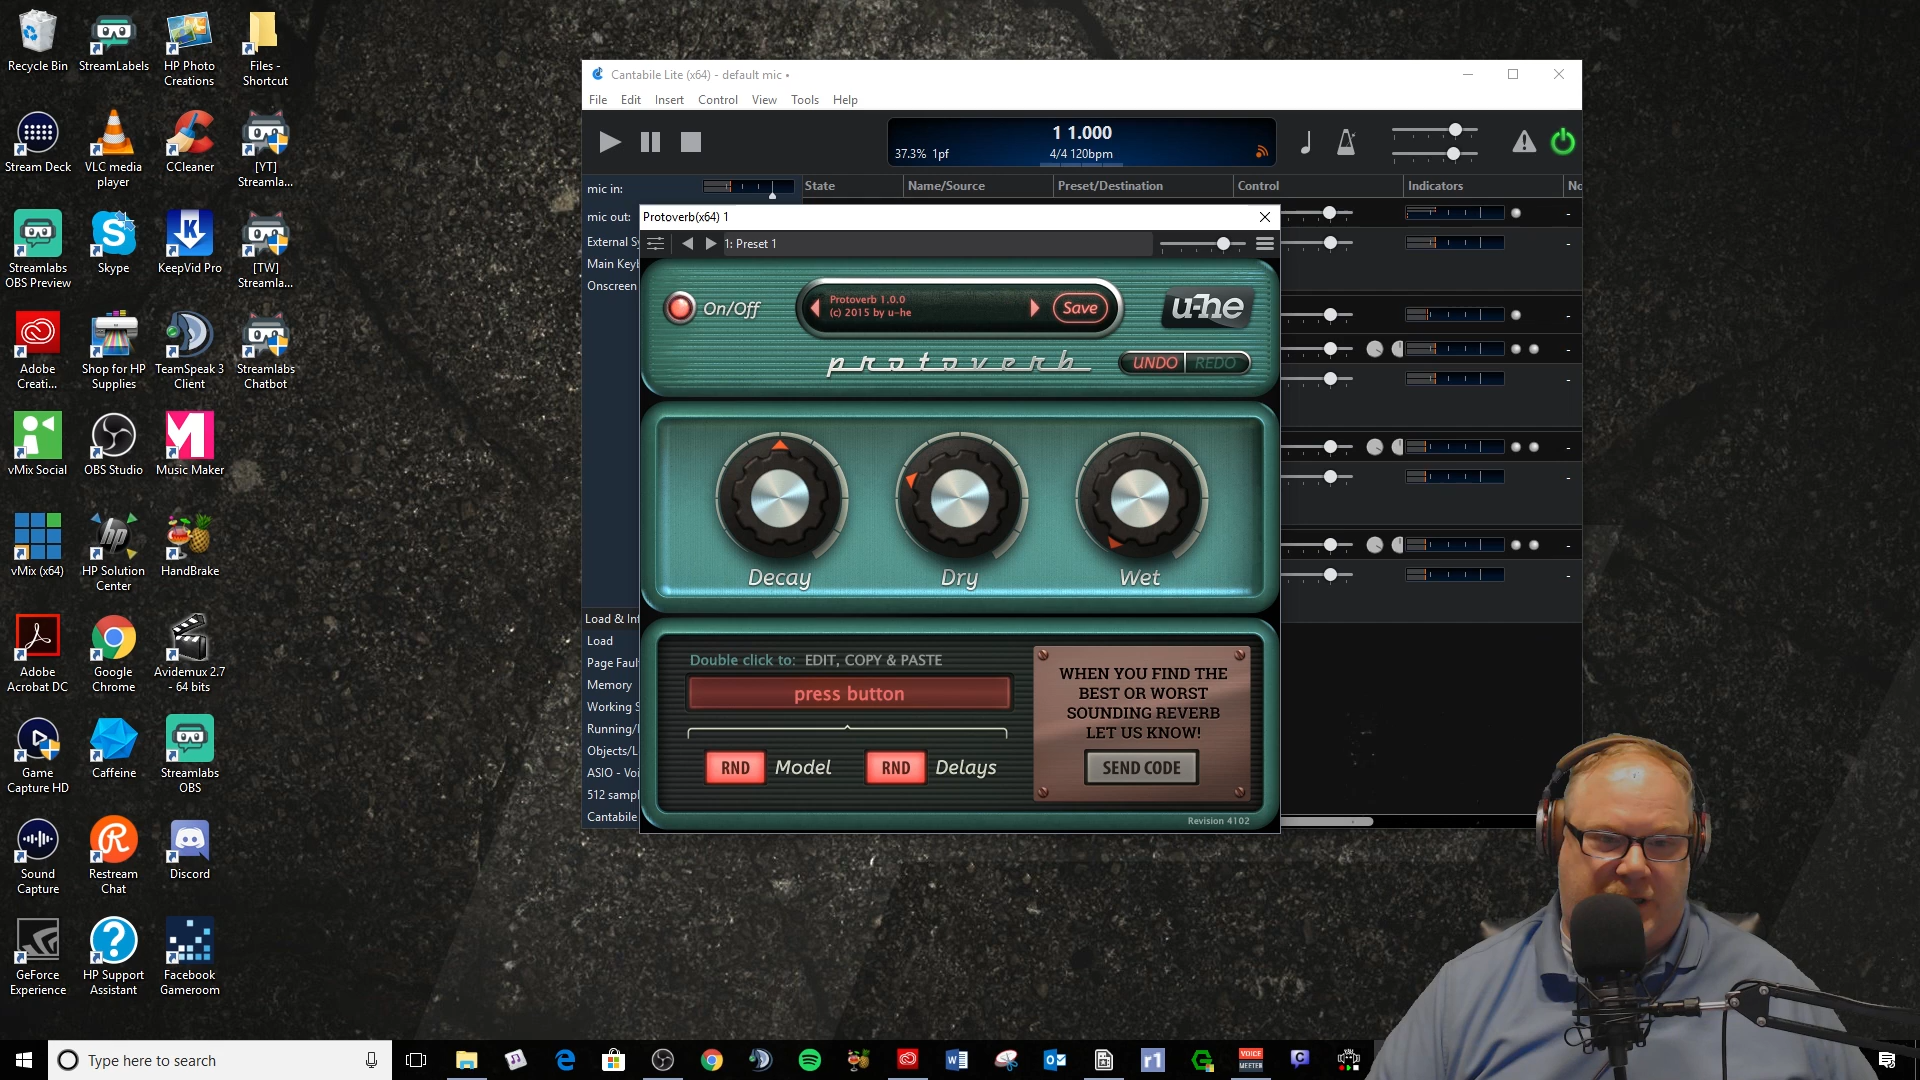 Recycle Bin
StreamLabels
HP Photo
Creations
Files -
Shortcut
Stream Deck
VLC media
player
CCleaner
[YT]
Streamla...
Streamlabs
OBS Preview
Skype
KeepVid Pro
[TW]
Streamla...
Adobe
Creati...
Shop for HP
Supplies
TeamSpeak 3
Client
Streamlabs
Chatbot
vMix Social
OBS Studio
Music Maker
vMix (x64)
HP Solution
Center
HandBrake
Adobe
Acrobat DC
Google
Chrome
Avidemux 2.7
- 64 bits
Game
Capture HD
Caffeine
Streamlabs
OBS
Sound
Capture
Restream
Chat
Discord
GeForce
Experience
HP Support
Assistant
Facebook
Gameroom
Cantabile Lite (x64) - default mic •
File Edit Insert Control View Tools Help
1 1.000
37.3% 1pf
4/4 120bpm
mic in:
State Name/Source Preset/Destination Control Indicators No
mic out:
External Sy
Main Keyb
Onscreen
Load & Inf
Load
Page Faul
Memory
Working S
Running/
Objects/L
ASIO - Voi
512 samp
Cantabile
Protoverb(x64) 1
1: Preset 1
On/Off
Protoverb 1.0.0
(c) 2015 by u-he
Save
u-he
protoverb
UNDO REDO
Decay Dry Wet
Double click to: EDIT, COPY & PASTE
press button
RND Model RND Delays
WHEN YOU FIND THE
BEST OR WORST
SOUNDING REVERB
LET US KNOW!
SEND CODE
Revision 4102
Type here to search
VOICE
MEETER